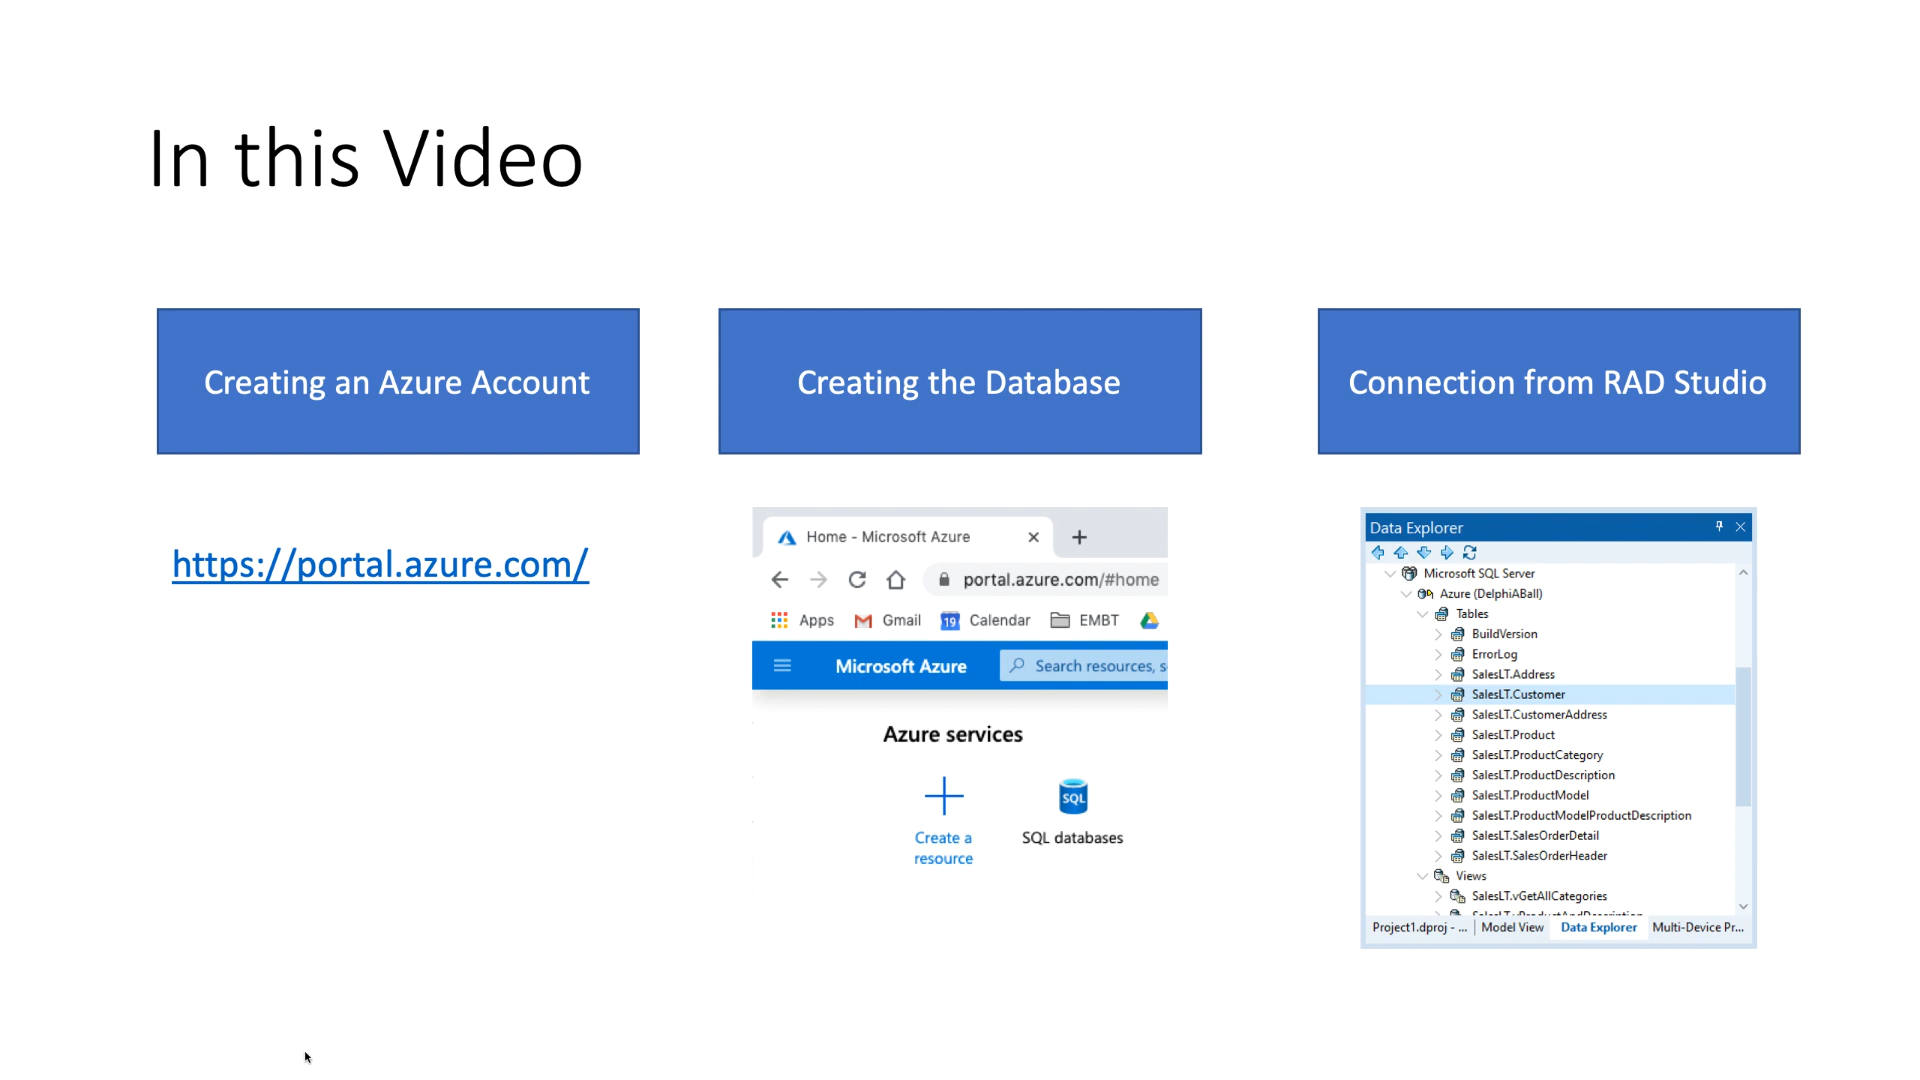 In this Video
Creating an Azure Account
https://portal.azure.com/
Creating the Database
Home - Microsoft Azure
portal.azure.com/#home
Apps Gmail 19 Calendar EMBT
Microsoft Azure Search resources, s
Azure services
Create a
resource
SQL
SQL databases
Connection from RAD Studio
Data Explorer
Microsoft SQL Server
Azure (DelphiABall)
Tables
BuildVersion
ErrorLog
SalesLT.Address
SalesLT.Customer
SalesLT.CustomerAddress
SalesLT.Product
SalesLT.ProductCategory
SalesLT.ProductDescription
SalesLT.ProductModel
SalesLT.ProductModelProductDescription
SalesLT.SalesOrderDetail
SalesLT.SalesOrderHeader
Views
SalesLT.vGetAllCategories
Project1.dproj - ... Model View Data Explorer Multi-Device Pr...